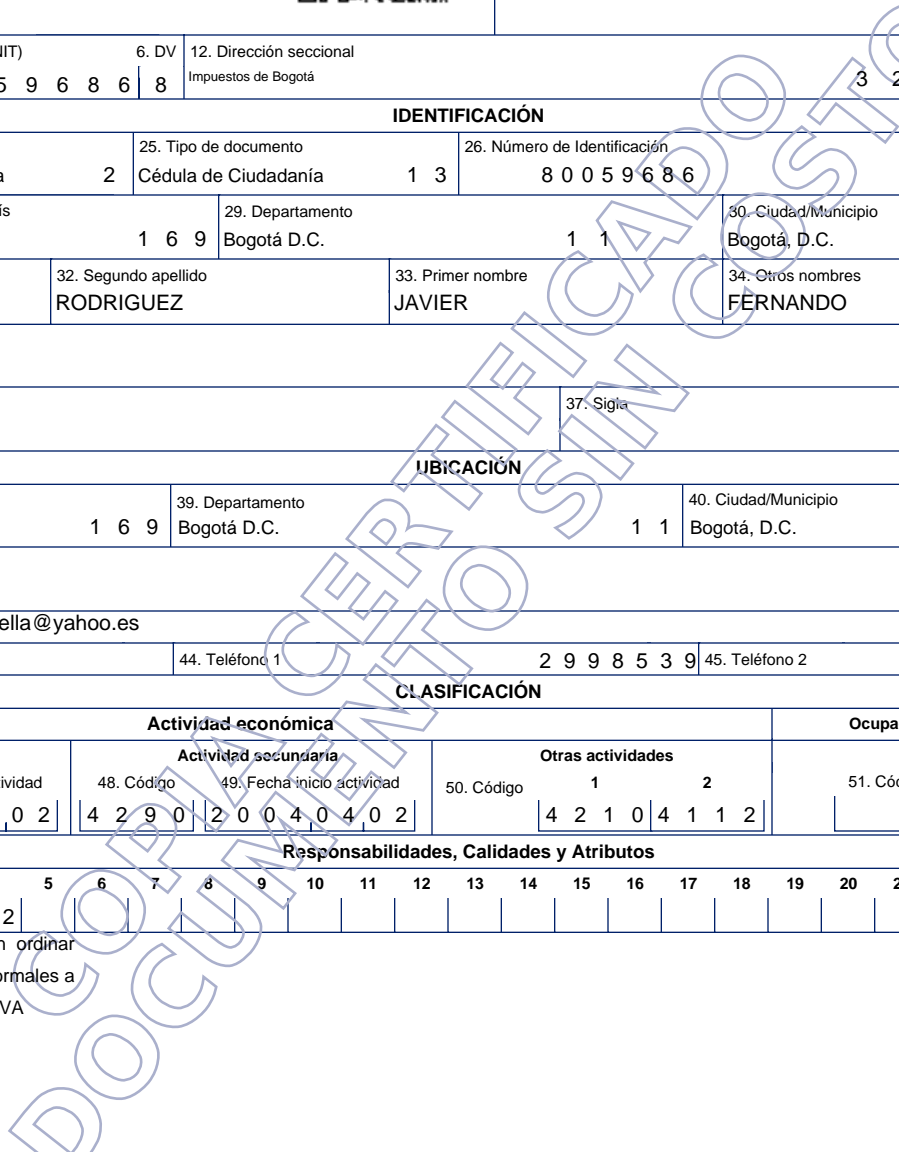 NIT) 6. DV 12. Dirección seccional
5 9 6 8 6 8 Impuestos de Bogotá 3 2
IDENTIFICACIÓN
25. Tipo de documento 26. Número de Identificación
a 2 Cédula de Ciudadanía 1 3 8 0 0 5 9 6 8 6
ís 29. Departamento 30. Ciudad/Municipio
1 6 9 Bogotá D.C. 1 1 Bogotá, D.C.
32. Segundo apellido 33. Primer nombre 34. Otros nombres
RODRIGUEZ JAVIER FERNANDO
37. Sigla
UBICACIÓN
39. Departamento 40. Ciudad/Municipio
1 6 9 Bogotá D.C. 1 1 Bogotá, D.C.
ella@yahoo.es
44. Teléfono 1 2 9 9 8 5 3 9 45. Teléfono 2
CLASIFICACIÓN
Actividad económica Ocupa
Actividad secundaria Otras actividades
ividad 48. Código 49. Fecha inicio actividad 50. Código 1 2 51. Cód
0 2 4 2 9 0 2 0 0 4 0 4 0 2 4 2 1 0 4 1 1 2
Responsabilidades, Calidades y Atributos
5 6 7 8 9 10 11 12 13 14 15 16 17 18 19 20 2
2
n ordinar
ormales a
VA
COPIA CERTIFICADO
DOCUMENTO SIN COSTO